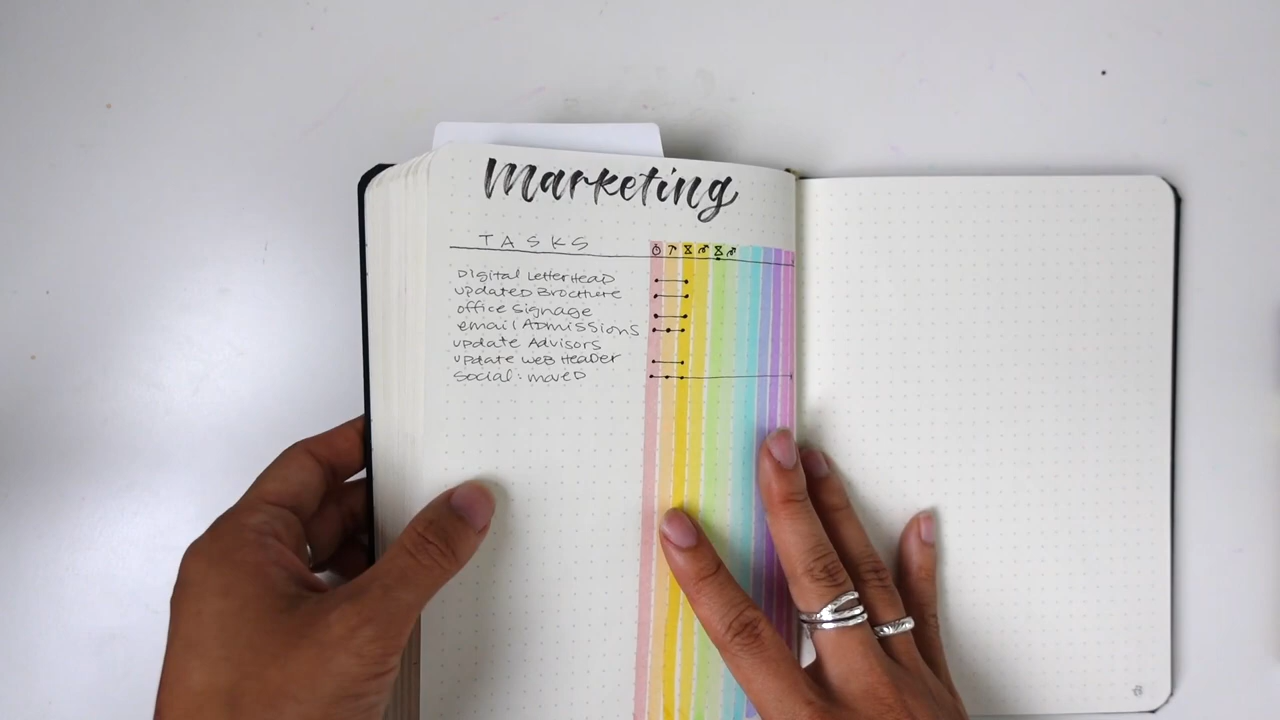 Marketing
TASKS
Digital LetterHead
updated Brochure
office signage
email Admissions
update Advisors
update web Header
social: moved